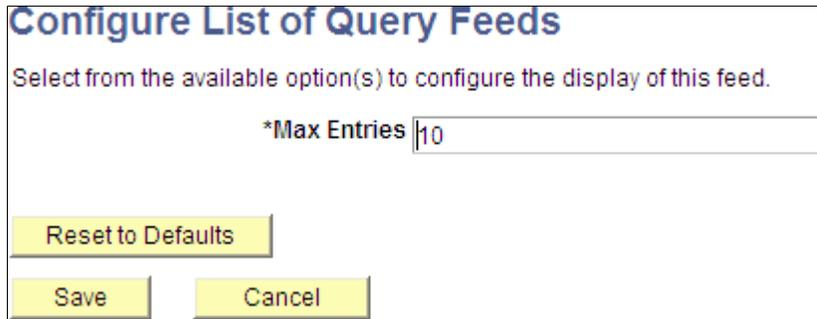 Configure List of Query Feeds
Select from the available option(s) to configure the display of this feed.
*Max Entries 10
Reset to Defaults
Save Cancel